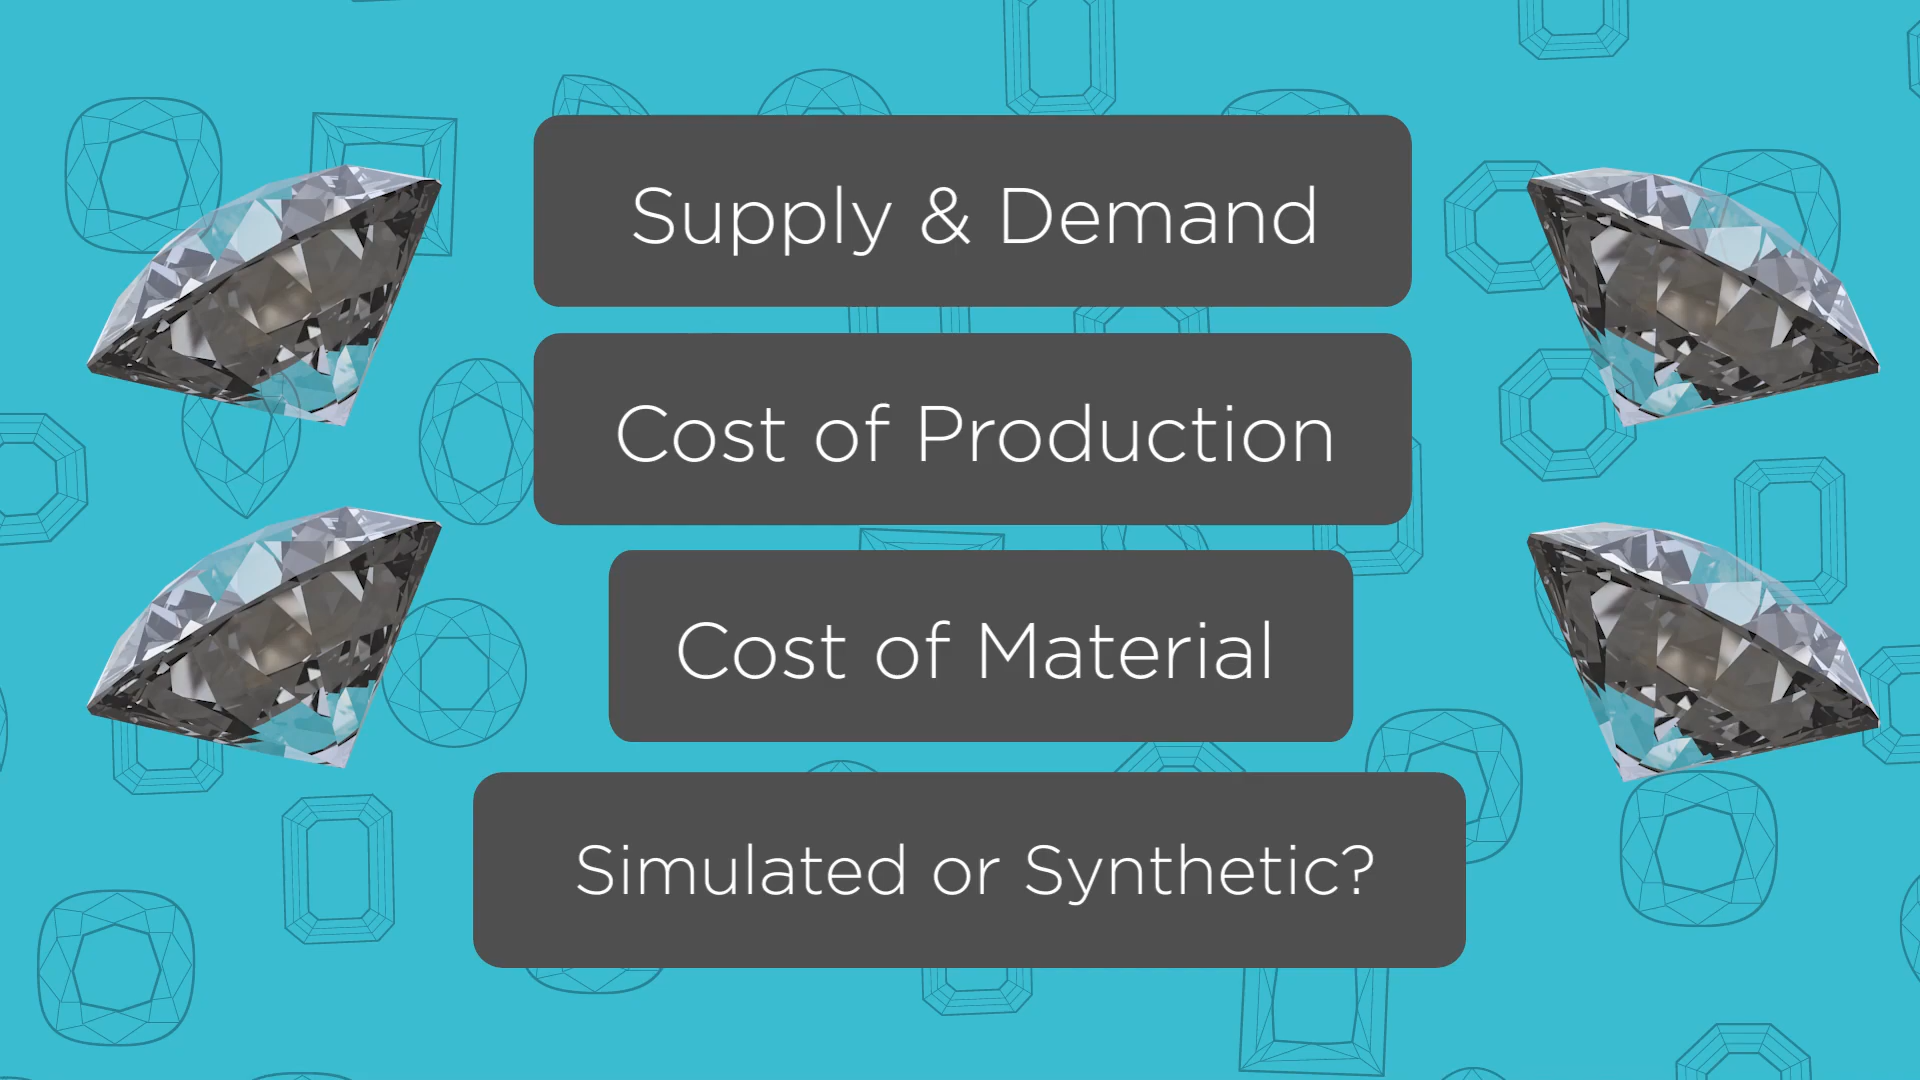 Supply & Demand
Cost of Production
Cost of Material
Simulated or Synthetic?